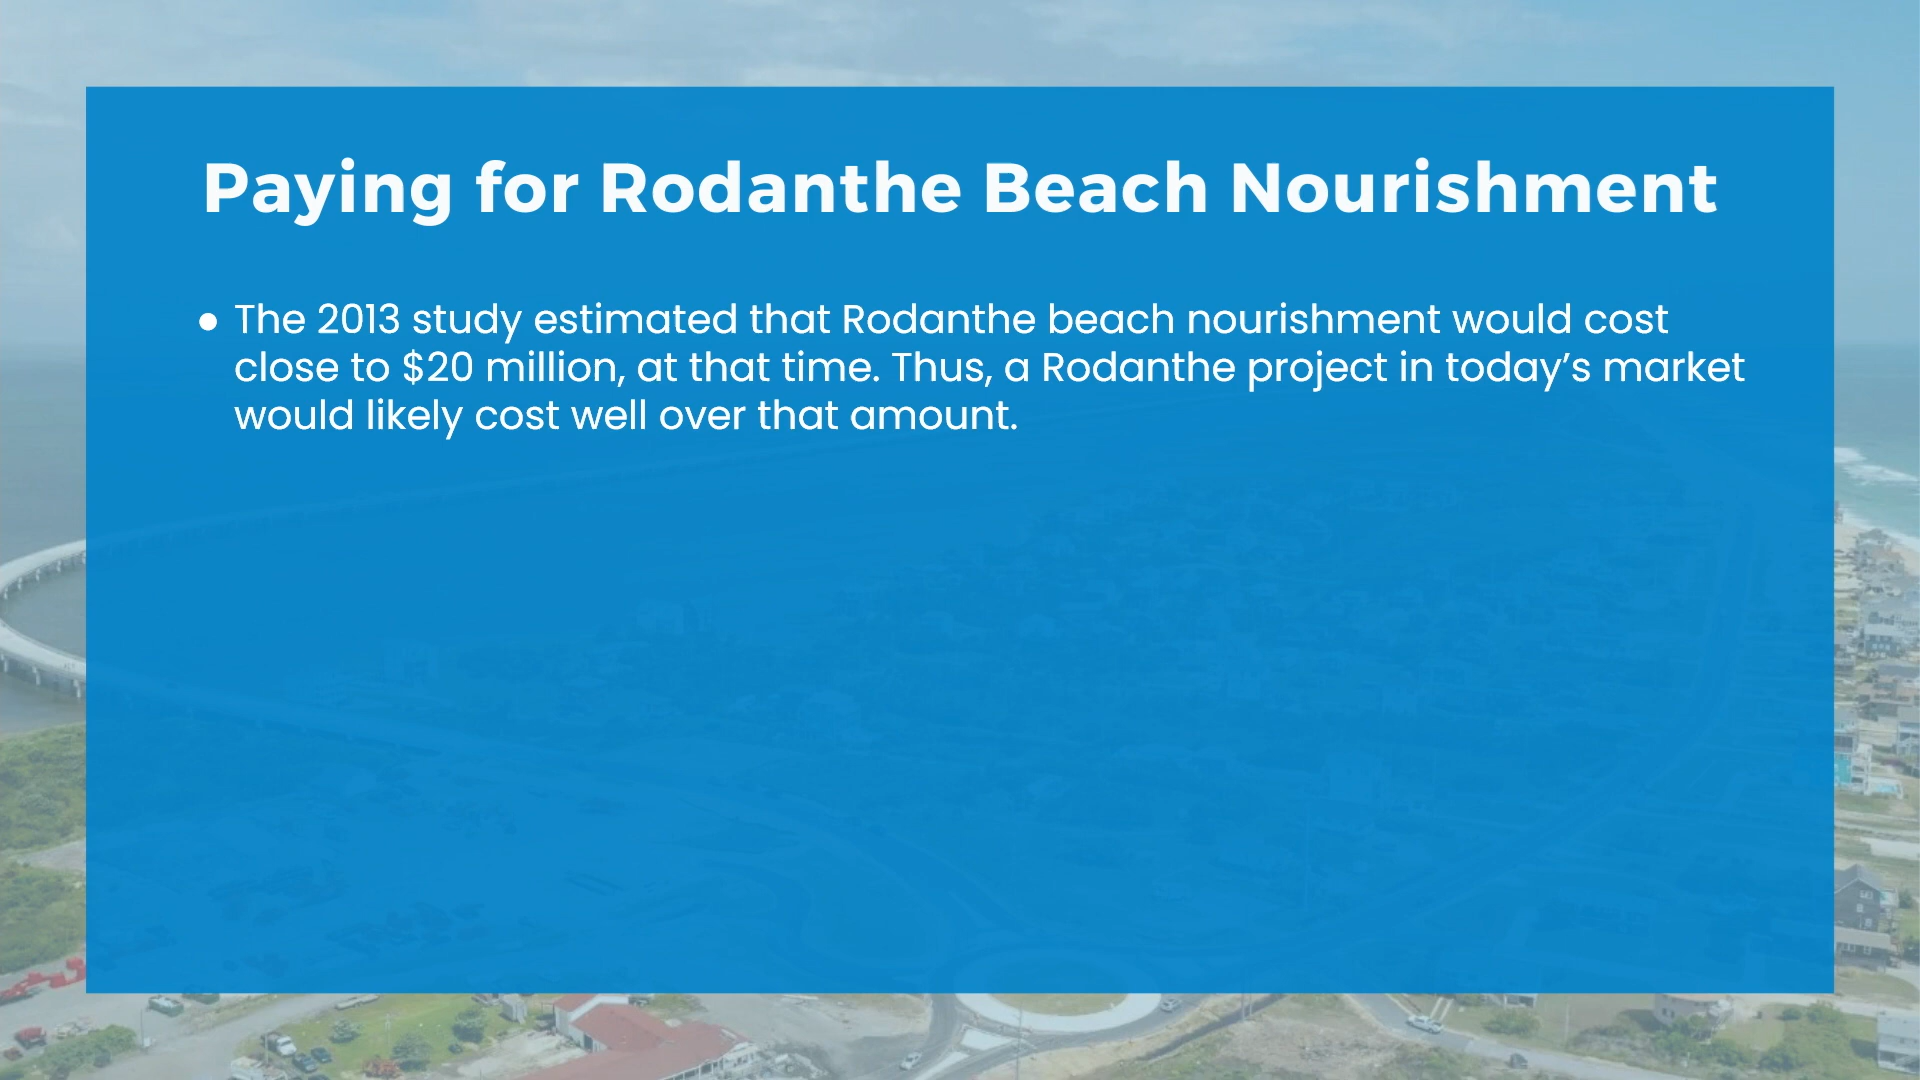 Paying for Rodanthe Beach Nourishment
● The 2013 study estimated that Rodanthe beach nourishment would cost
close to $20 million, at that time. Thus, a Rodanthe project in today’s market
would likely cost well over that amount.